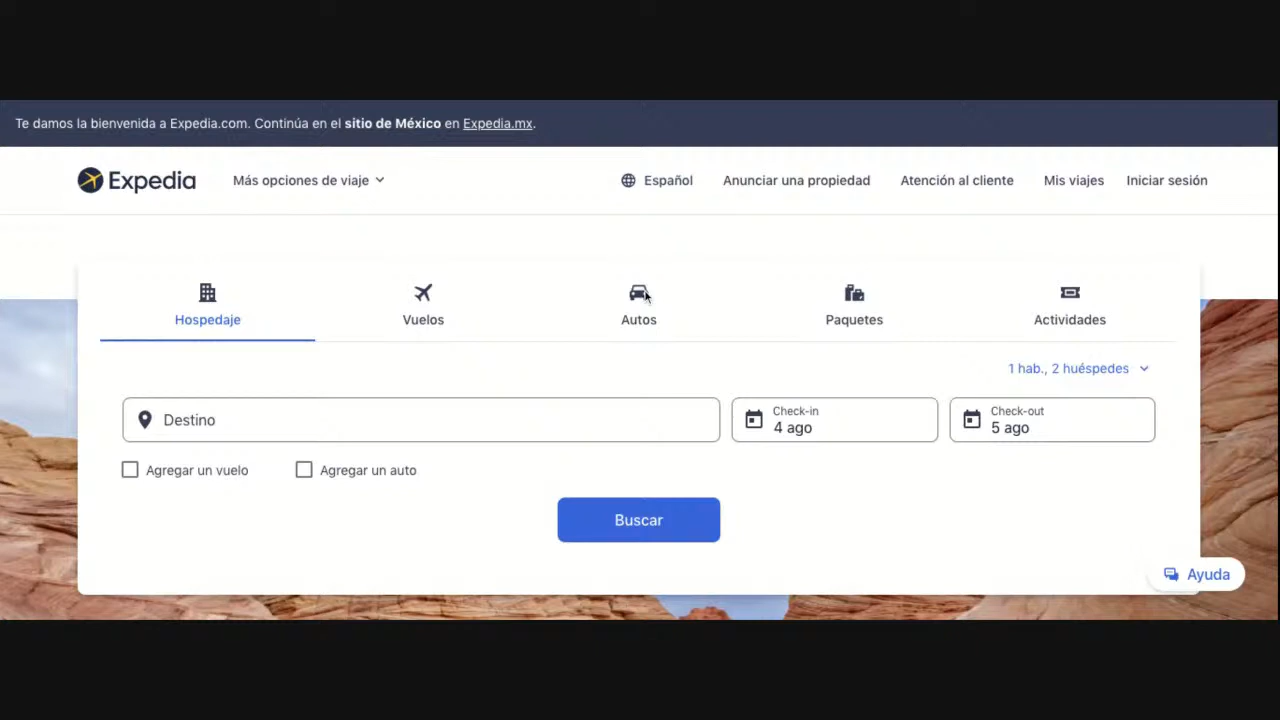 Te damos la bienvenida a Expedia.com. Continúa en el sitio de México en Expedia.mx.
Expedia Más opciones de viaje Español Anunciar una propiedad Atención al cliente Mis viajes Iniciar sesión
Hospedaje Vuelos Autos Paquetes Actividades
1 hab., 2 huéspedes
Destino
Check-in
4 ago
Check-out
5 ago
Agregar un vuelo Agregar un auto
Buscar
Ayuda